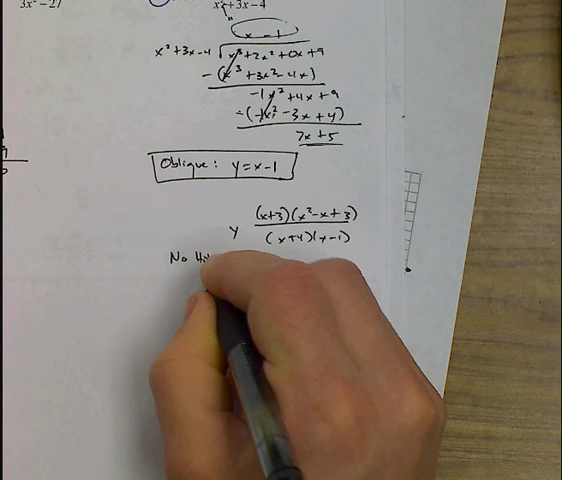 3x² - 27
x² + 3x - 4
x - 1
x² + 3x - 4 √x³ + 2x² + 0x + 9
- (x³ + 3x² - 4x)
-1x² + 4x + 9
- (-1x² - 3x + 4)
7x + 5
Oblique: y = x - 1
y (x+3)(x² - x + 3)
(x+4)(x-1)
No